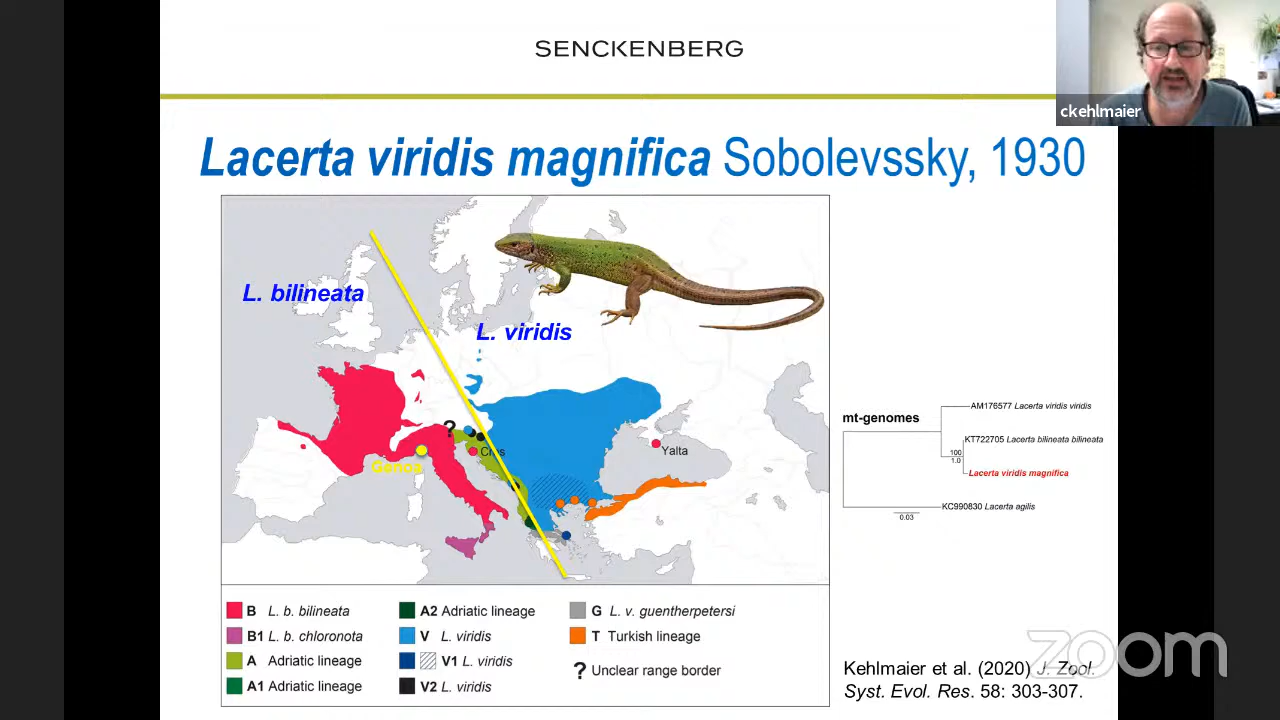 SENCKENBERG
ckehlmaier
Lacerta viridis magnifica Sobolevssky, 1930
L. bilineata
L. viridis
?
Cres
Genoa
Yalta
mt-genomes
AM176577 Lacerta viridis viridis
KT722705 Lacerta bilineata bilineata
100
1.0
Lacerta viridis magnifica
KC990830 Lacerta agilis
0.03
B L. b. bilineata
B1 L. b. chloronota
A Adriatic lineage
A1 Adriatic lineage
A2 Adriatic lineage
V L. viridis
V1 L. viridis
V2 L. viridis
G L. v. guentherpetersi
T Turkish lineage
? Unclear range border
Kehlmaier et al. (2020) J. Zool.
Syst. Evol. Res. 58: 303-307.
zoom